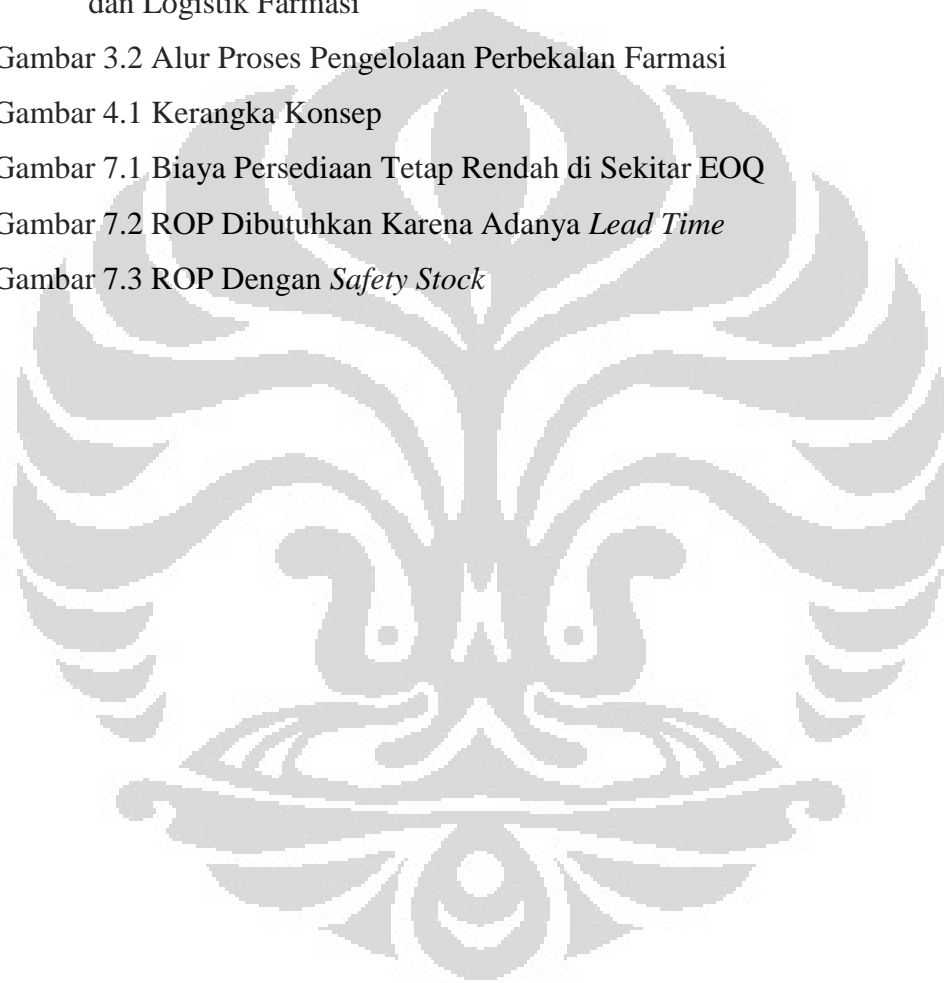 dan Logistik Farmasi
Gambar 3.2 Alur Proses Pengelolaan Perbekalan Farmasi
Gambar 4.1 Kerangka Konsep
Gambar 7.1 Biaya Persediaan Tetap Rendah di Sekitar EOQ
Gambar 7.2 ROP Dibutuhkan Karena Adanya Lead Time
Gambar 7.3 ROP Dengan Safety Stock